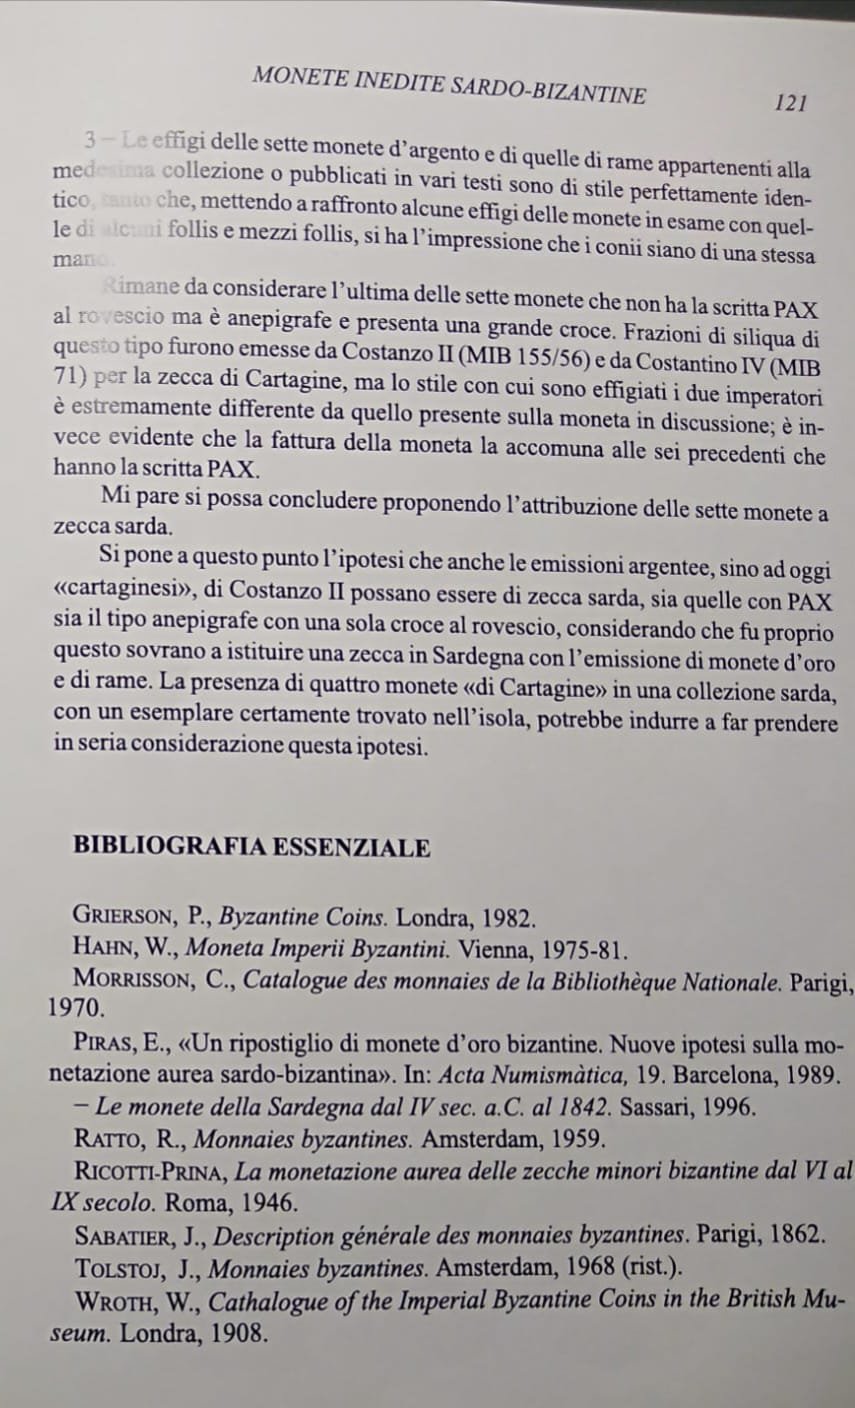 MONETE INEDITE SARDO-BIZANTINE
121
3 – Le effigi delle sette monete d'argento e di quelle di rame appartenenti alla
medesima collezione o pubblicati in vari testi sono di stile perfettamente iden-
tico, tanto che, mettendo a raffronto alcune effigi delle monete in esame con quel-
le di alcuni follis e mezzi follis, si ha l'impressione che i conii siano di una stessa
mano.
Rimane da considerare l'ultima delle sette monete che non ha la scritta PAX
al rovescio ma è anepigrafe e presenta una grande croce. Frazioni di siliqua di
questo tipo furono emesse da Costanzo II (MIB 155/56) e da Costantino IV (MIB
71) per la zecca di Cartagine, ma lo stile con cui sono effigiati i due imperatori
è estremamente differente da quello presente sulla moneta in discussione; è in-
vece evidente che la fattura della moneta la accomuna alle sei precedenti che
hanno la scritta PAX.
Mi pare si possa concludere proponendo l'attribuzione delle sette monete a
zecca sarda.
Si pone a questo punto l'ipotesi che anche le emissioni argentee, sino ad oggi
«cartaginesi», di Costanzo II possano essere di zecca sarda, sia quelle con PAX
sia il tipo anepigrafe con una sola croce al rovescio, considerando che fu proprio
questo sovrano a istituire una zecca in Sardegna con l'emissione di monete d'oro
e di rame. La presenza di quattro monete «di Cartagine» in una collezione sarda,
con un esemplare certamente trovato nell'isola, potrebbe indurre a far prendere
in seria considerazione questa ipotesi.
BIBLIOGRAFIA ESSENZIALE
GRIERSON, P., Byzantine Coins. Londra, 1982.
HAHN, W., Moneta Imperii Byzantini. Vienna, 1975-81.
MORRISSON, C., Catalogue des monnaies de la Bibliothèque Nationale. Parigi,
1970.
PIRAS, E., «Un ripostiglio di monete d'oro bizantine. Nuove ipotesi sulla mo-
netazione aurea sardo-bizantina». In: Acta Numismàtica, 19. Barcelona, 1989.
– Le monete della Sardegna dal IV sec. a.C. al 1842. Sassari, 1996.
RATTO, R., Monnaies byzantines. Amsterdam, 1959.
RICOTTI-PRINA, La monetazione aurea delle zecche minori bizantine dal VI al
IX secolo. Roma, 1946.
SABATIER, J., Description générale des monnaies byzantines. Parigi, 1862.
TOLSTOJ, J., Monnaies byzantines. Amsterdam, 1968 (rist.).
WROTH, W., Cathalogue of the Imperial Byzantine Coins in the British Mu-
seum. Londra, 1908.